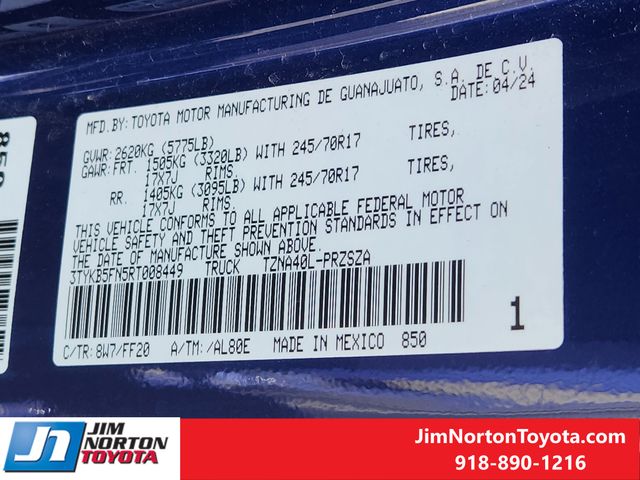 MFD.BY: TOYOTA MOTOR MANUFACTURING DE GUANAJUATO, S.A. DE C.V.
DATE: 04/24
GVWR: 2620KG (5775LB)
GAWR: FRT. 1505KG (3320LB) WITH 245/70R17 TIRES,
17X7J RIMS.
RR. 1405KG (3095LB) WITH 245/70R17 TIRES,
17X7J RIMS.
THIS VEHICLE CONFORMS TO ALL APPLICABLE FEDERAL MOTOR
VEHICLE SAFETY AND THEFT PREVENTION STANDARDS IN EFFECT ON
THE DATE OF MANUFACTURE SHOWN ABOVE.
3TYKB5FN5RT008449 TRUCK TZNA40L-PRZSZA
1
C/TR: 8W7/FF20 A/TM: /AL80E MADE IN MEXICO 850
JIM
NORTON
TOYOTA
JimNortonToyota.com
918-890-1216